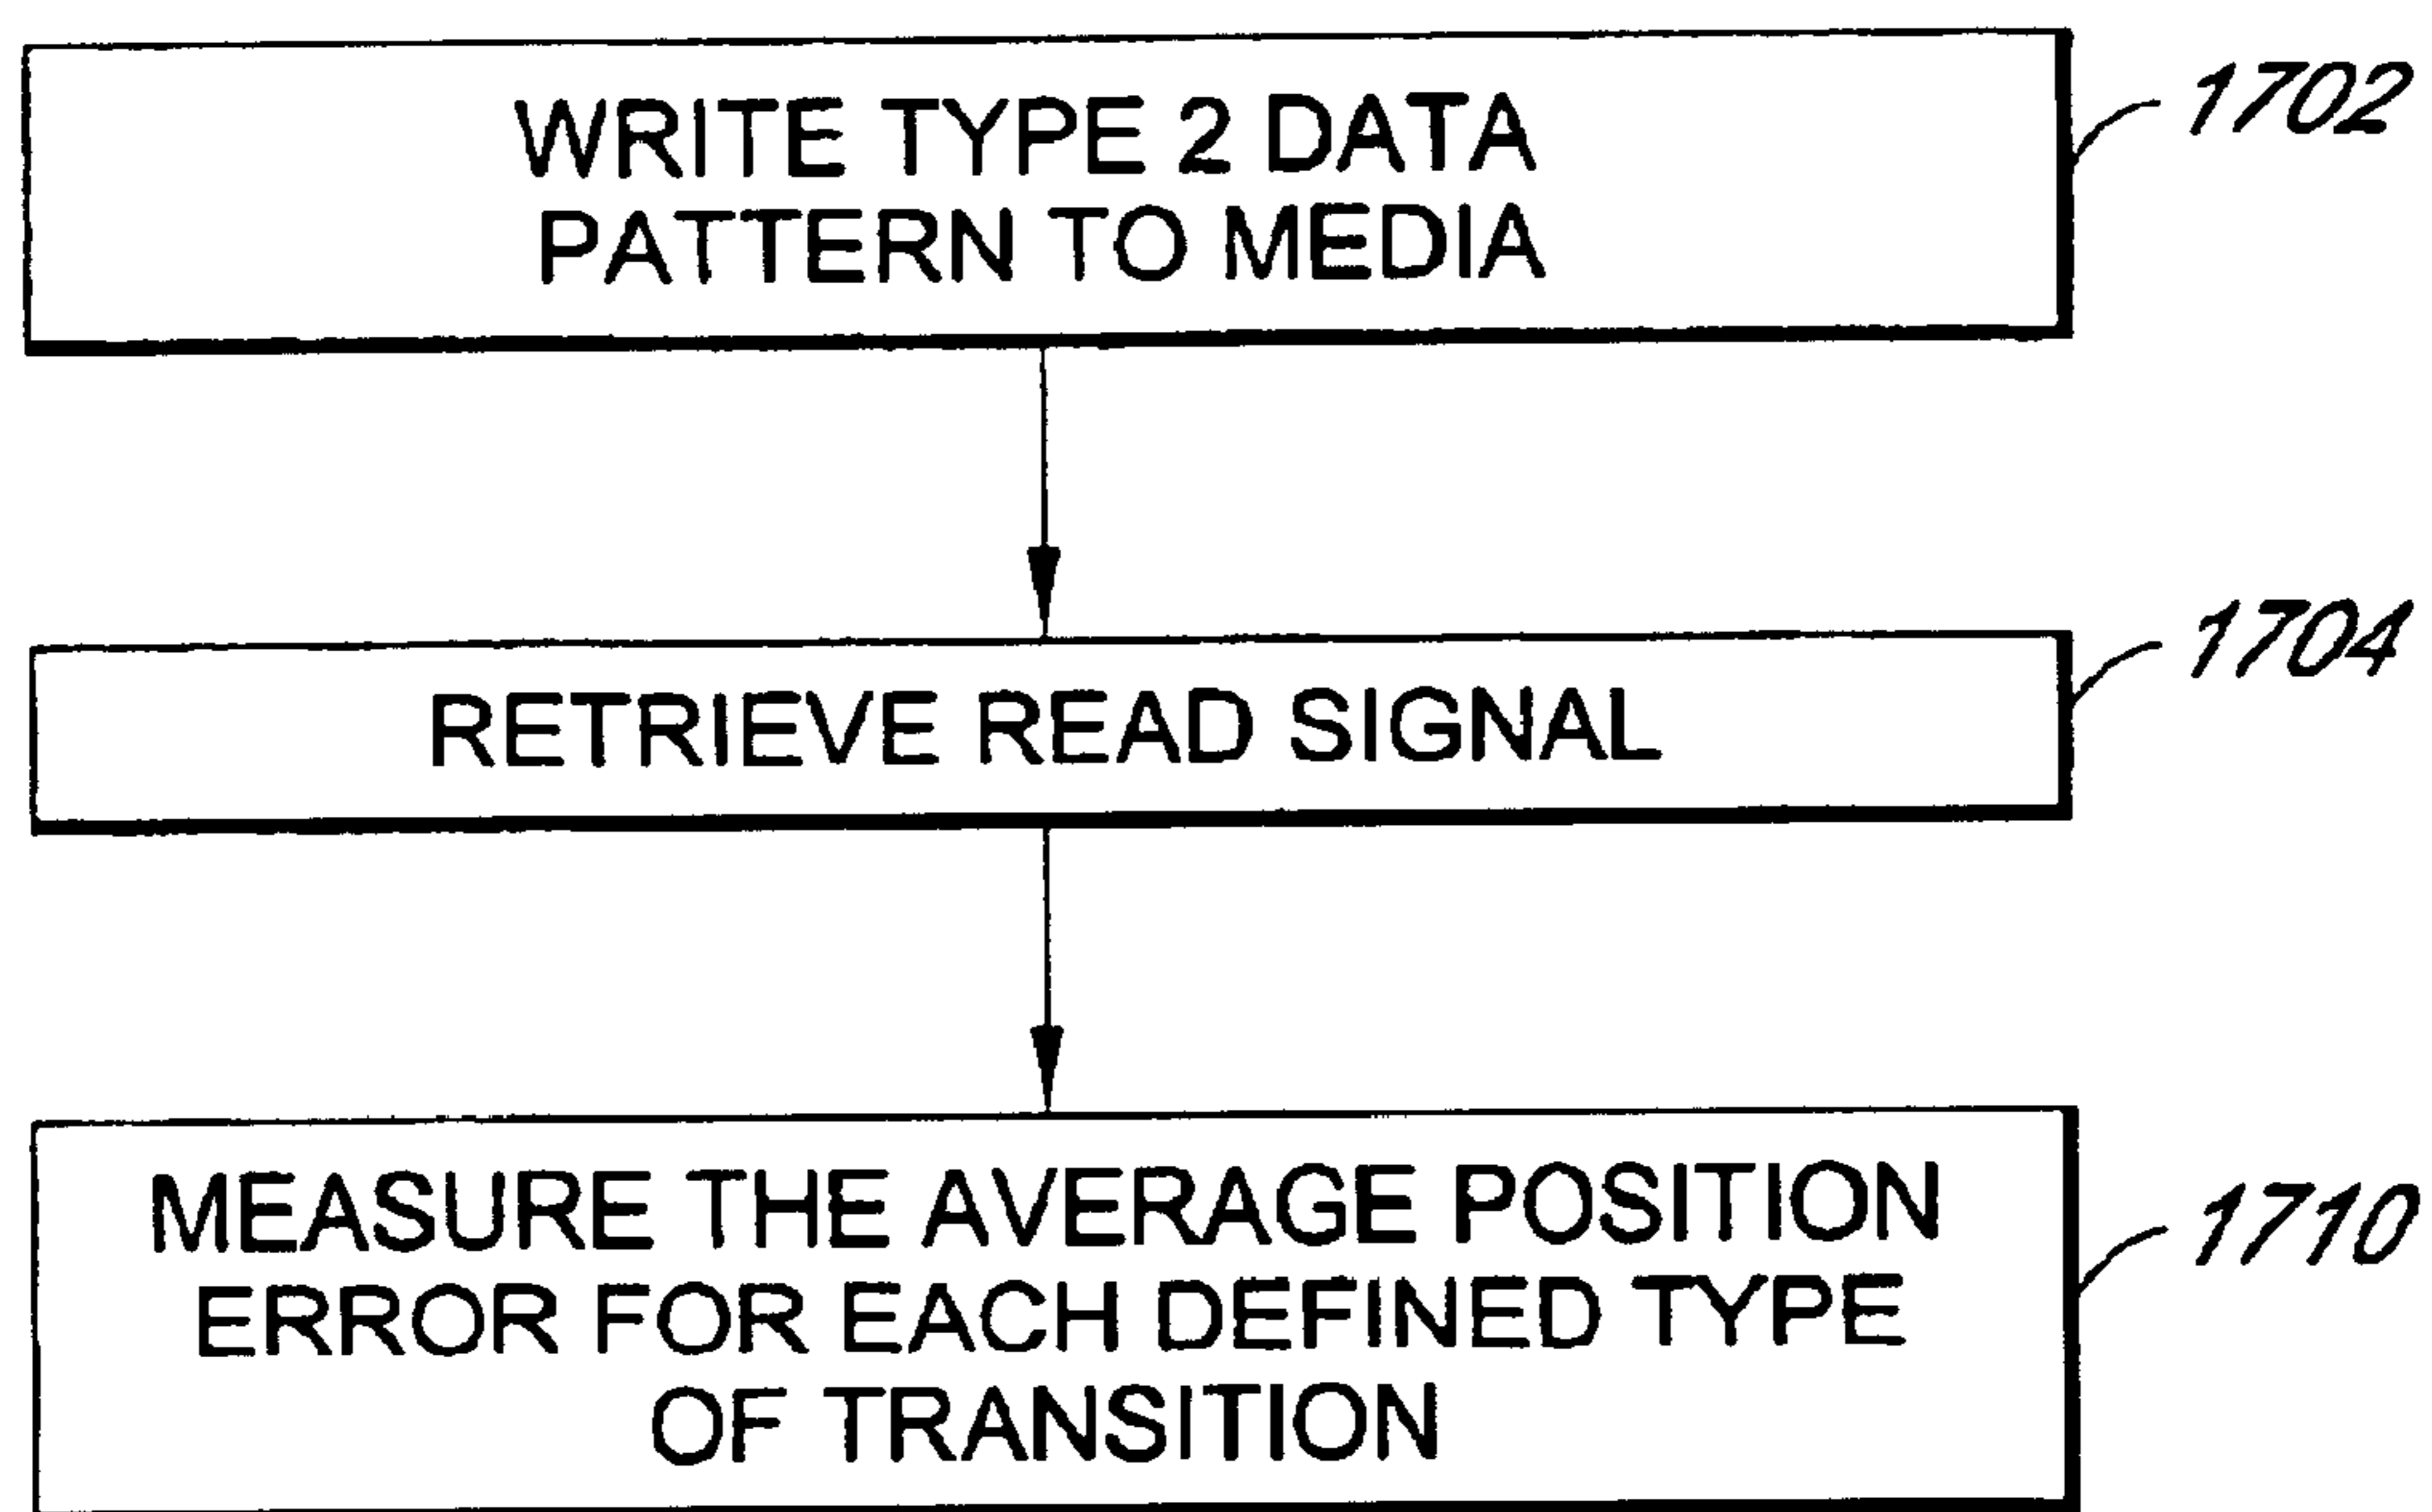 WRITE TYPE 2 DATA
PATTERN TO MEDIA
1702
RETRIEVE READ SIGNAL
1704
MEASURE THE AVERAGE POSITION
ERROR FOR EACH DEFINED TYPE
OF TRANSITION
1710